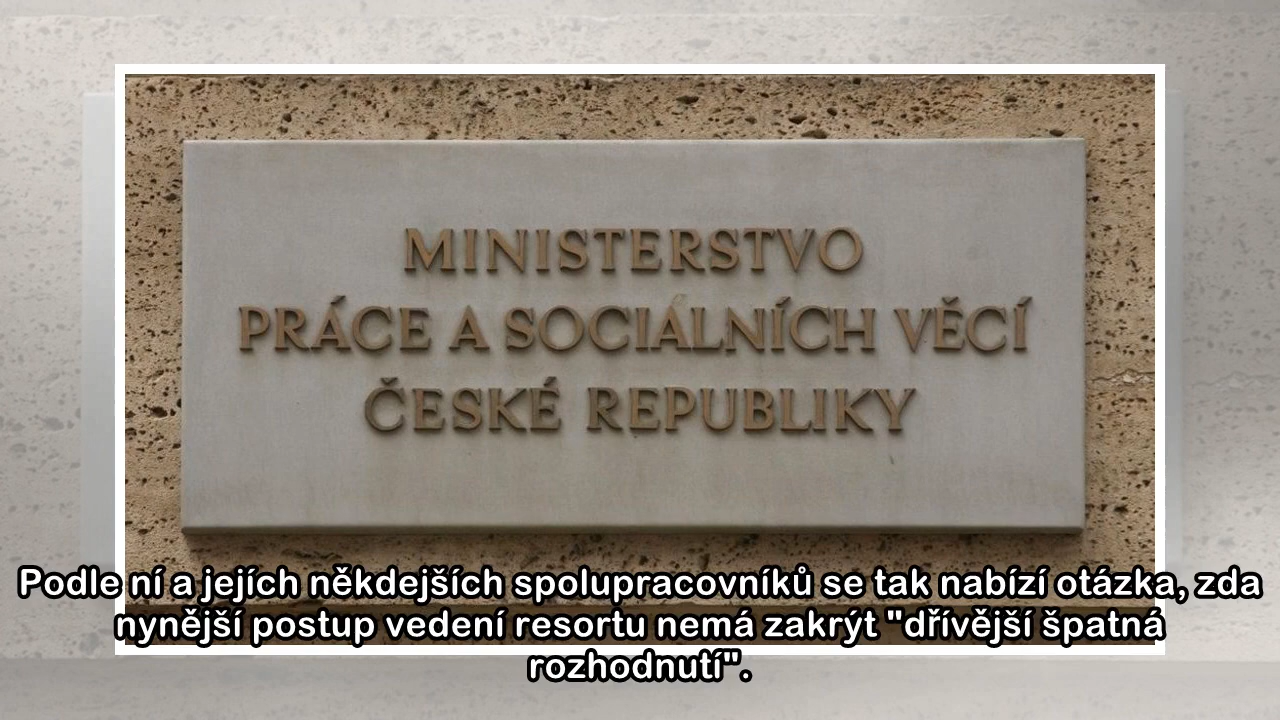 MINISTERSTVO
PRÁCE A SOCIÁLNÍCH VĚCÍ
ČESKÉ REPUBLIKY
Podle ní a jejích někdejších spolupracovníků se tak nabízí otázka, zda
nynější postup vedení resortu nemá zakrýt "dřívější špatná
rozhodnutí".